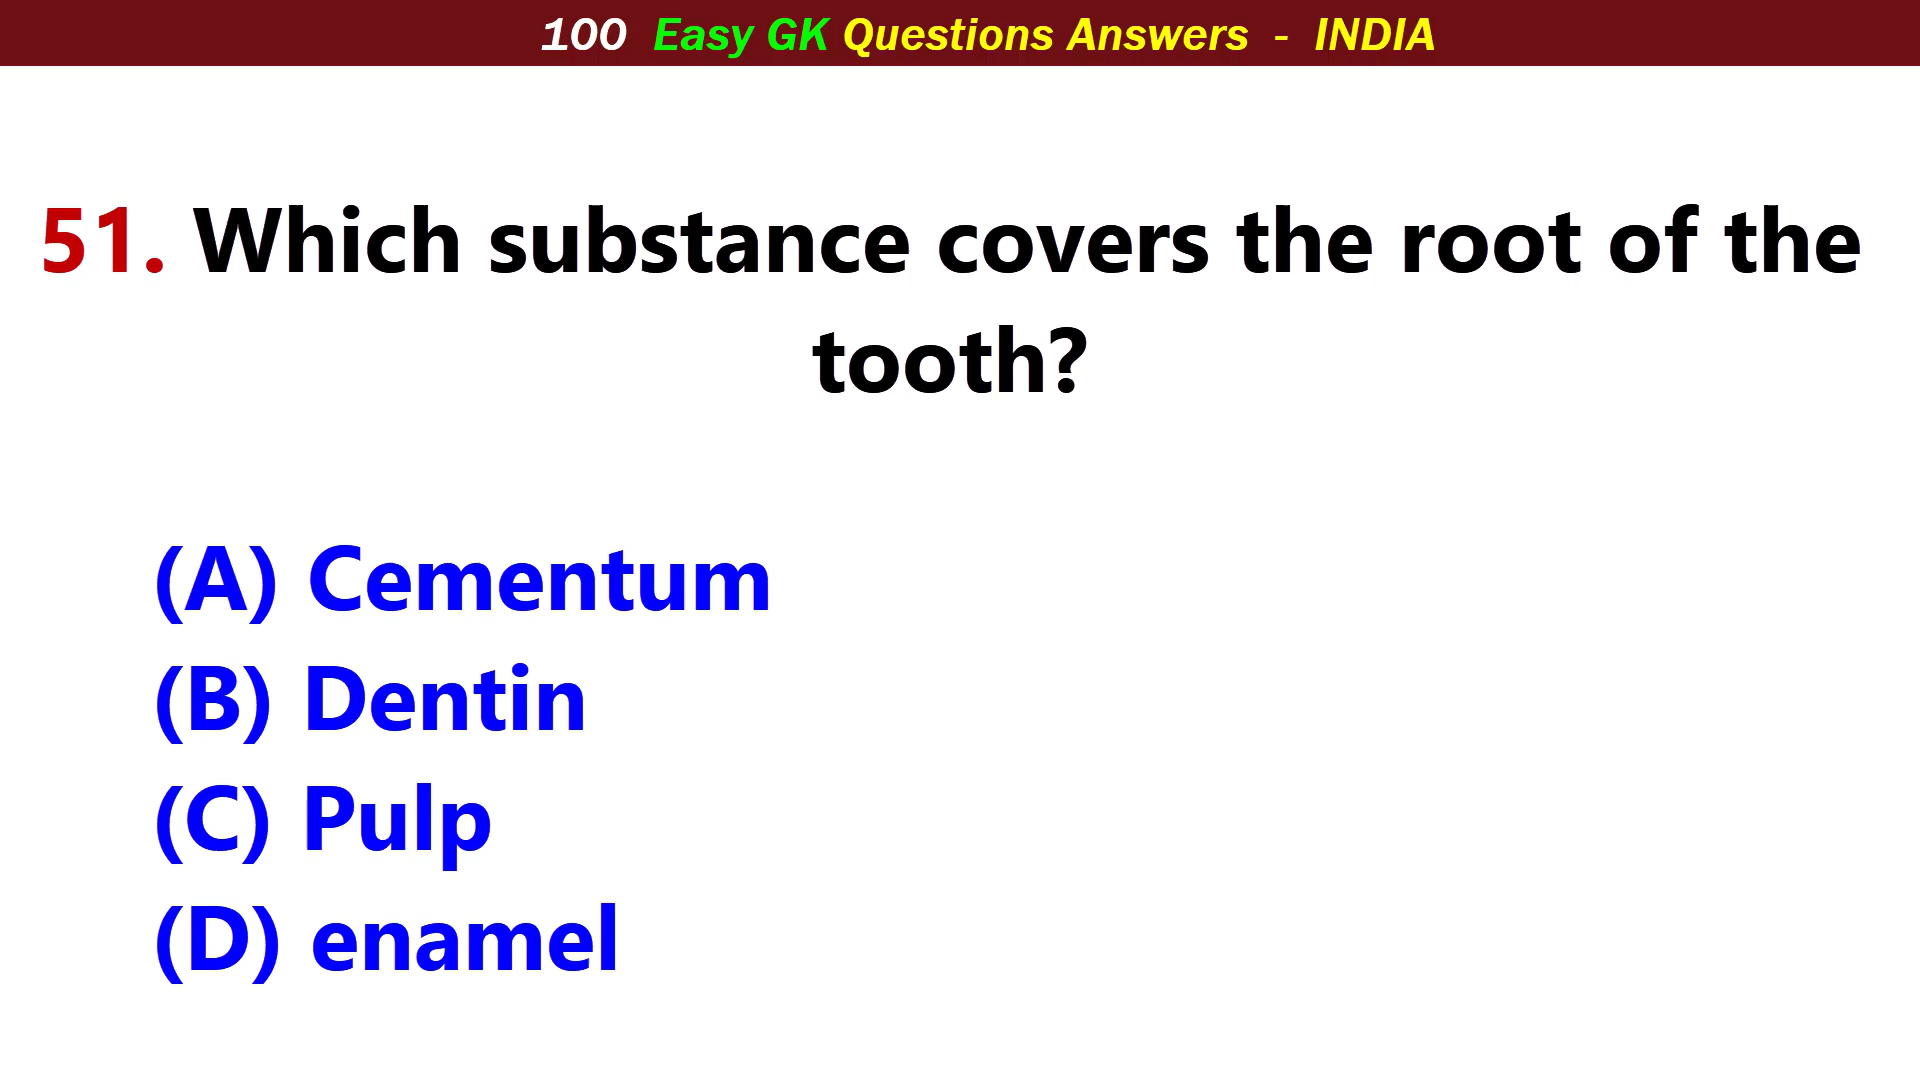 100 Easy GK Questions Answers - INDIA
51. Which substance covers the root of the
tooth?
(A) Cementum
(B) Dentin
(C) Pulp
(D) enamel